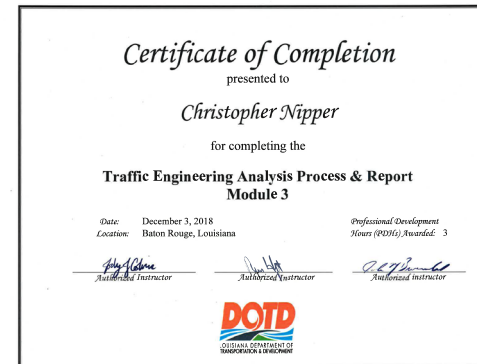 Certificate of Completion
presented to
Christopher Nipper
for completing the
Traffic Engineering Analysis Process & Report
Module 3
Date: December 3, 2018
Location: Baton Rouge, Louisiana
Professional Development
Hours (PDHs) Awarded: 3
Authorized Instructor
Authorized Instructor
Authorized instructor
DOTD
LOUISIANA DEPARTMENT OF
TRANSPORTATION & DEVELOPMENT